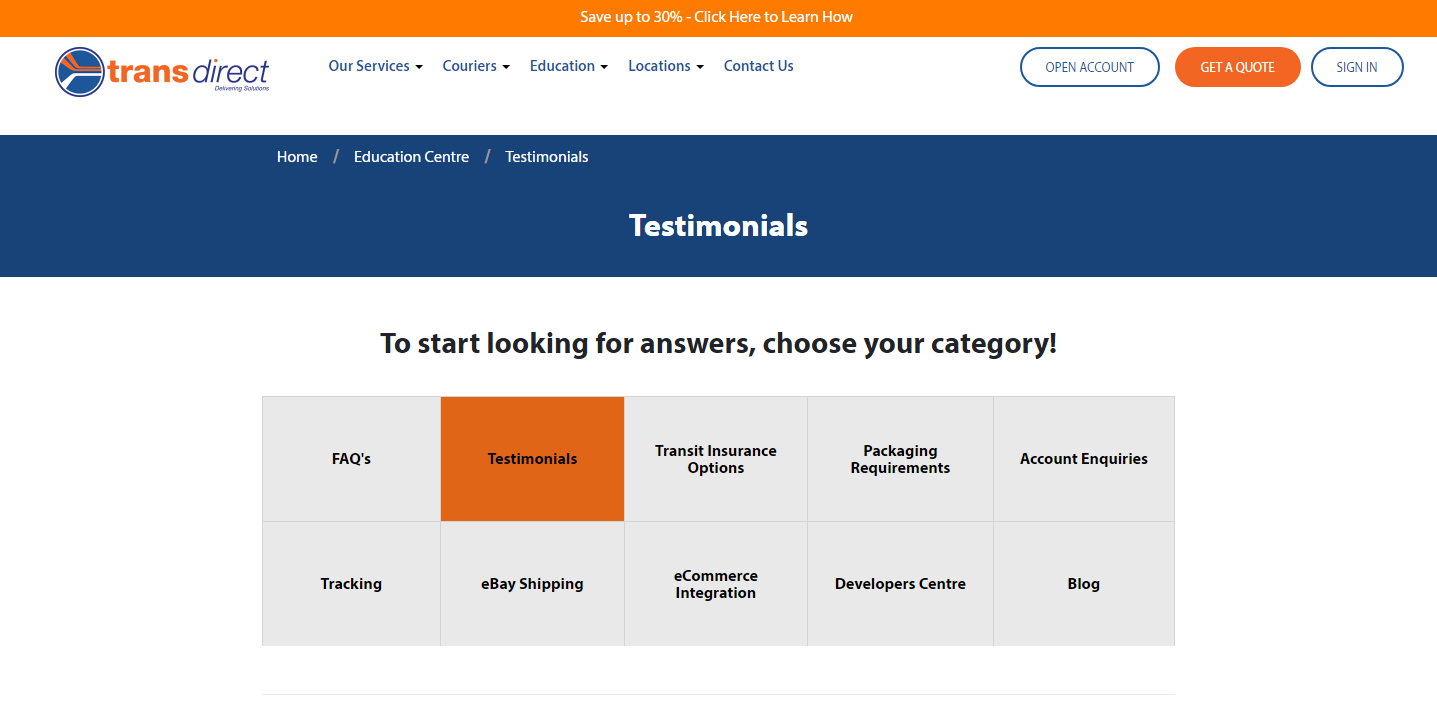 Save up to 30% - Click Here to Learn How
trans direct
Delivering Solutions
Our Services
Couriers
Education
Locations
Contact Us
OPEN ACCOUNT
GET A QUOTE
SIGN IN
Home / Education Centre / Testimonials
Testimonials
To start looking for answers, choose your category!
FAQ's
Testimonials
Transit Insurance
Options
Packaging
Requirements
Account Enquiries
Tracking
eBay Shipping
eCommerce
Integration
Developers Centre
Blog